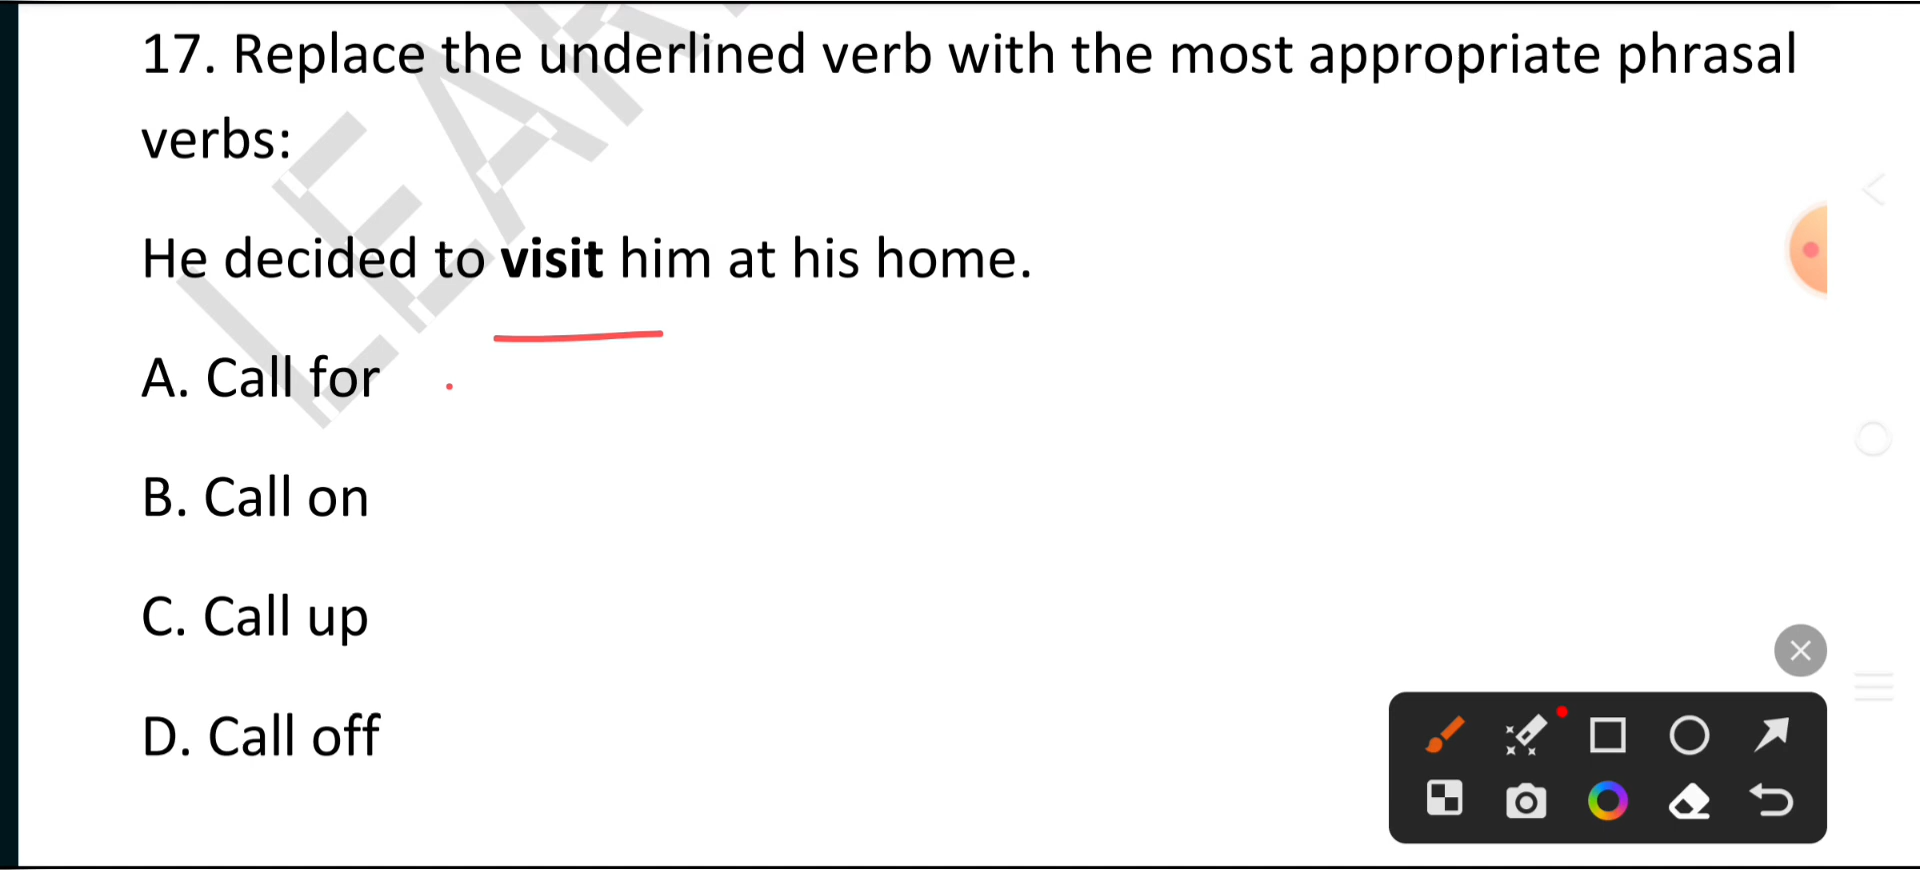 17. Replace the underlined verb with the most appropriate phrasal
verbs:
He decided to visit him at his home.
A. Call for
B. Call on
C. Call up
D. Call off
LEAR